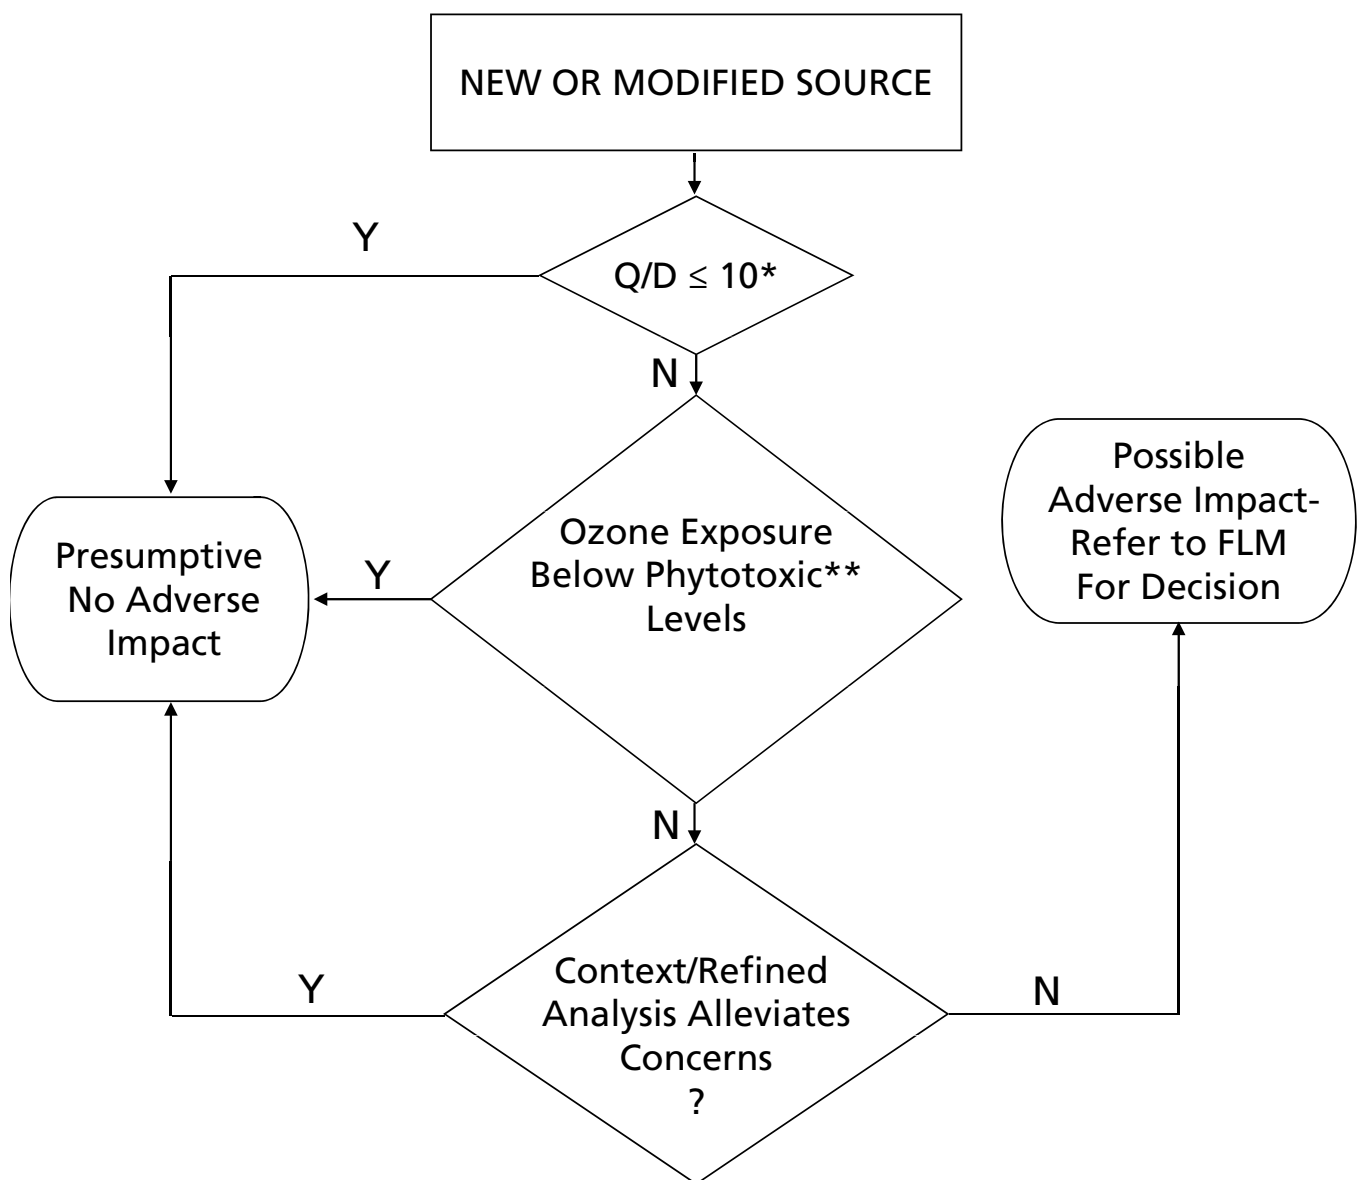 NEW OR MODIFIED SOURCE
Y
Q/D ≤ 10*
N
Possible
Adverse Impact-
Refer to FLM
For Decision
Ozone Exposure
Below Phytotoxic**
Levels
Y
Presumptive
No Adverse
Impact
N
Context/Refined
Analysis Alleviates
Concerns
?
Y
N